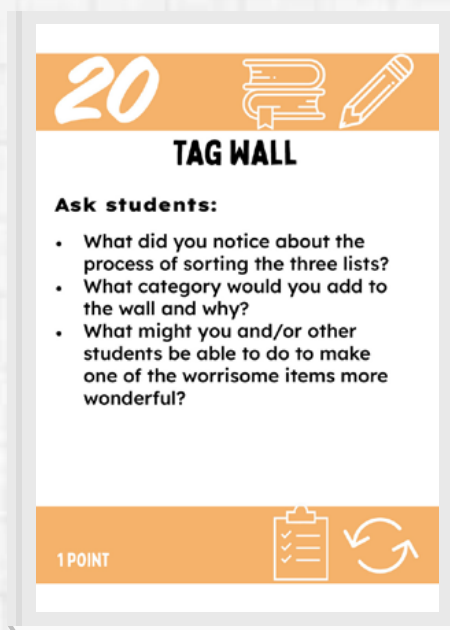 20
TAG WALL
Ask students:
• What did you notice about the
process of sorting the three lists?
• What category would you add to
the wall and why?
• What might you and/or other
students be able to do to make
one of the worrisome items more
wonderful?
1 POINT